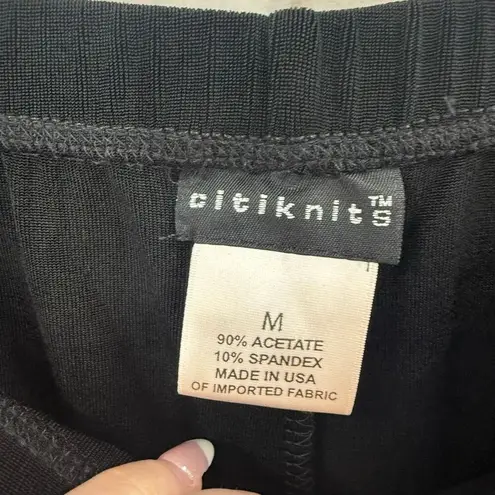 citiknits™
M
90% ACETATE
10% SPANDEX
MADE IN USA
OF IMPORTED FABRIC